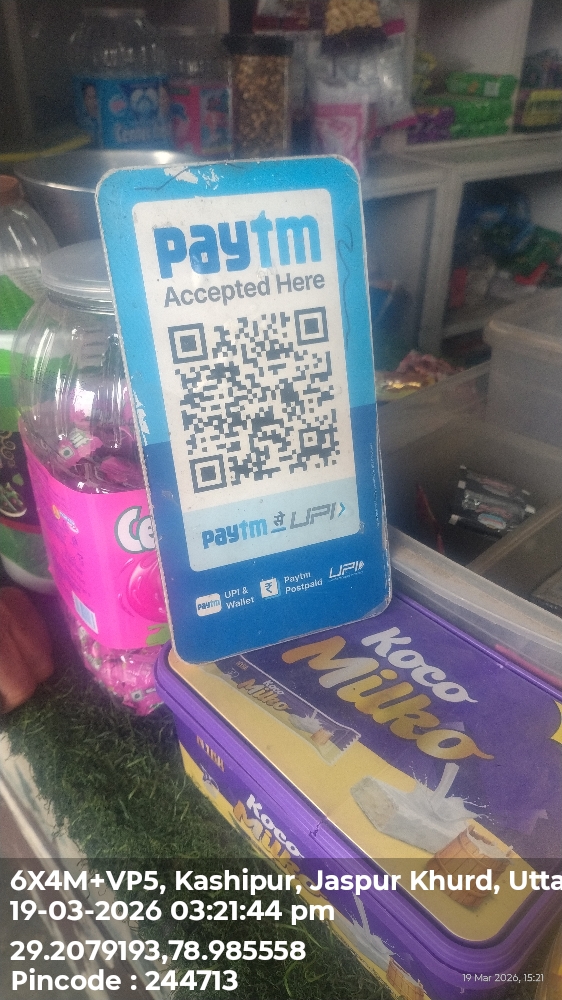 paytm
Accepted Here
paytm से UPI
paytm
UPI &
Wallet
₹
Paytm
Postpaid
UPI
Ce
Koco
Milko
Koco
Milko
Koco
6X4M+VP5, Kashipur, Jaspur Khurd, Utta
19-03-2026 03:21:44 pm
29.2079193,78.985558
Pincode : 244713
19 Mar 2026, 15:21